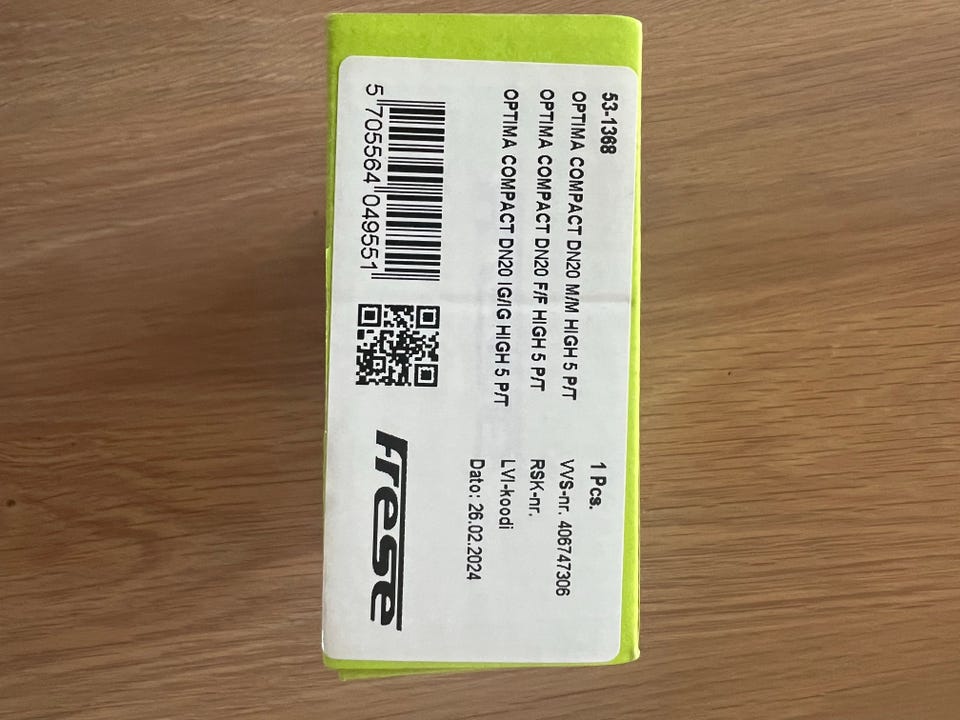 53-1368
OPTIMA COMPACT DN20 M/M HIGH 5 P/T
OPTIMA COMPACT DN20 F/F HIGH 5 P/T
OPTIMA COMPACT DN20 IG/IG HIGH 5 P/T
5 705564 049551
1 Pcs.
VVS-nr. 406747306
RSK-nr.
LVI-koodi
Dato: 26.02.2024
Frese